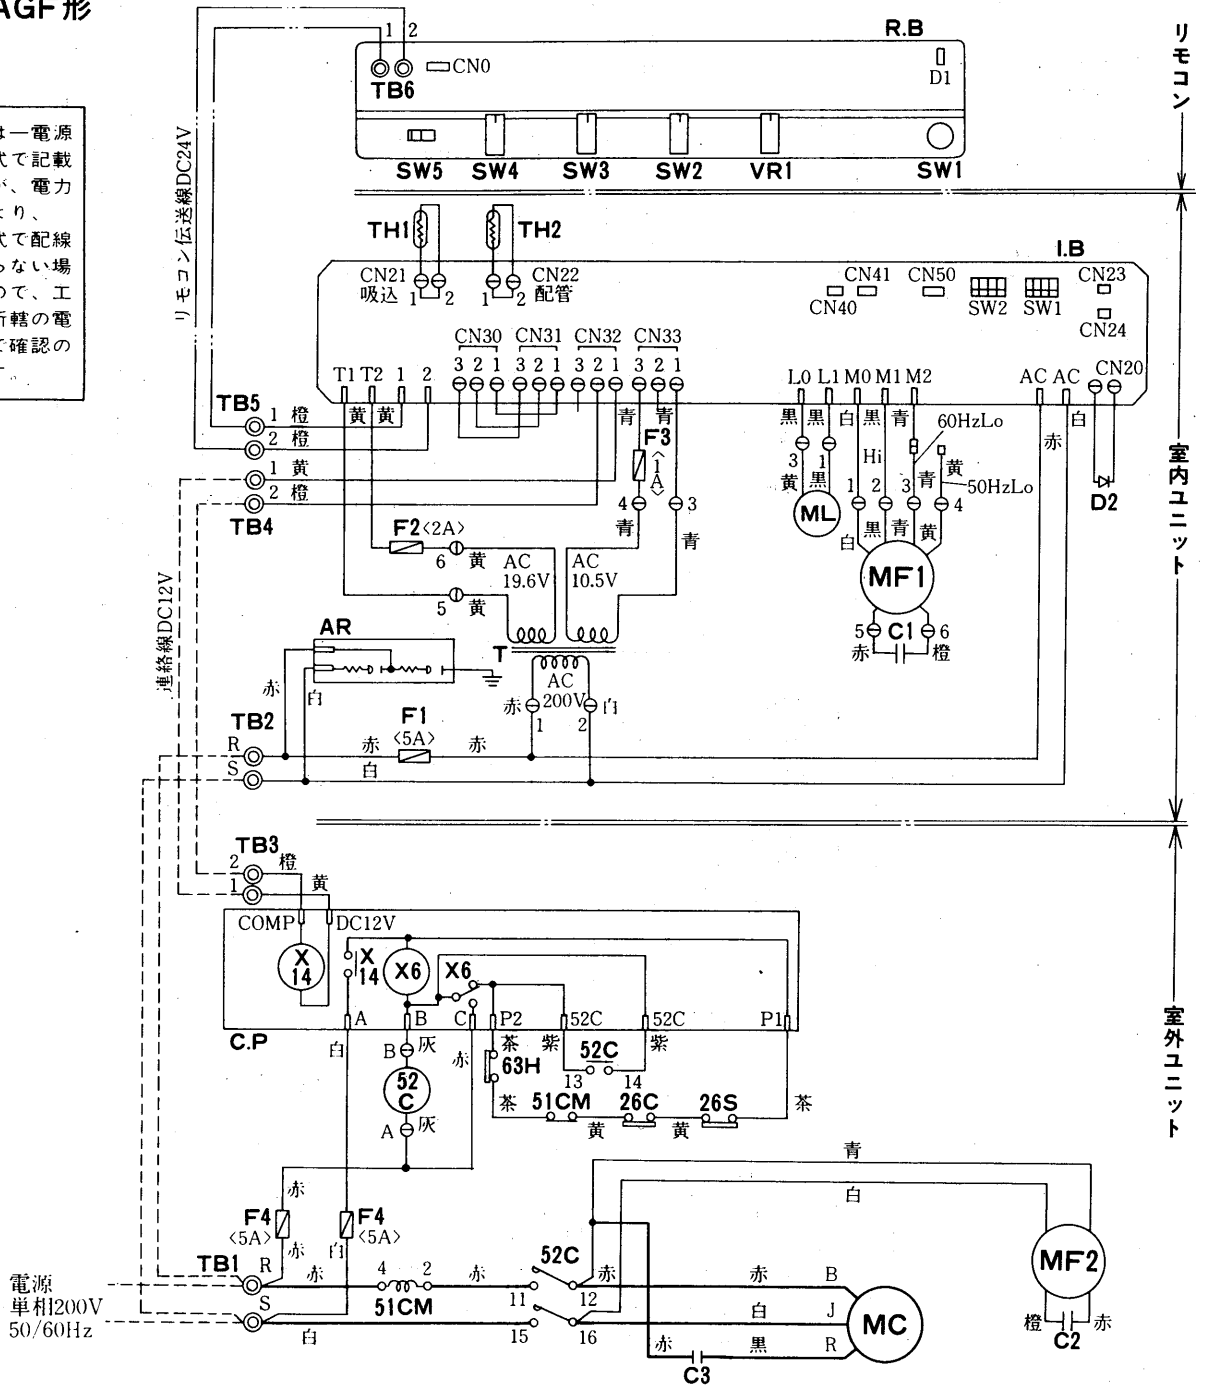 AGF形
は一電源
式で記載
が、電力
より、
式で配線
らない場
ので、工
所轄の電
で確認の
す。
リモコン
室内ユニット
室外ユニット
1 2
R.B
TB6
CN0
D1
SW5 SW4 SW3 SW2 VR1 SW1
リモコン伝送線DC24V
TH1 TH2
I.B
CN21 吸込 1 2
CN22 配管 1 2
CN40 CN41 CN50 SW2 SW1 CN23
CN24
CN30 CN31 CN32 CN33
3 2 1 3 2 1 3 2 1 3 2 1
CN20
T1 T2 1 2
L0 L1 M0 M1 M2
AC AC
TB5
1 橙 黄 黄
2 橙
1 黄
2 橙
TB4
青 青 青
F3
<1A>
4 3
青 青
黒 黒 白 黒 青
60HzLo
赤 白
3 1 Hi 青 黄
50HzLo
黄 黒 1 2 3 4
ML
白 黒 青 黄
D2
F2<2A>
6 黄
5 黄
AC 19.6V
AC 10.5V
MF1
5 C1 6
赤 橙
連絡線DC12V
AR
T
AC 200V
赤 白
赤 1 2 白
TB2
R 赤 F1 <5A> 赤
S 白
TB3
2 橙
1 黄
COMP DC12V
X 14
X 14
X6
X6
A B C P2 52C 52C P1
C.P
白 B 灰 赤 茶 紫 52C 紫
63H
13 14
52 C
A 灰
茶 51CM 26C 26S 茶
黄 黄
青
白
赤
F4 <5A>
F4 <5A>
赤 白
MF2
橙 赤
C2
TB1
R 赤 4 2 赤 52C 赤 赤 B
51CM
11 12
S 白 15 16 白 J
MC
赤 黒 R
C3
電源
単相200V
50/60Hz